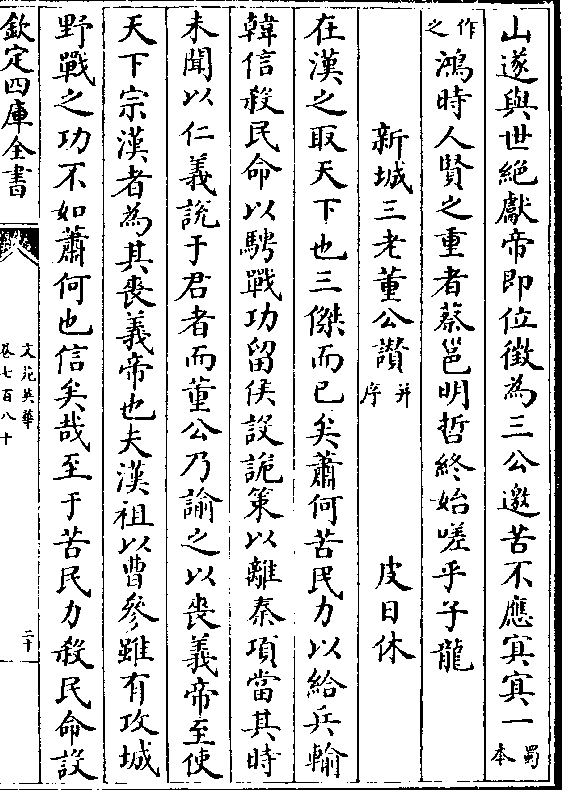 山遂與世絕獻帝即位徵為三公邀苦不應寞寞一蜀本
作之鴻時人賢之重者蔡邕明哲終始嗟乎子龍
新城三老董公讃并序 皮日休
在漢之取天下也三傑而已矣蕭何苦民力以給兵輸
韓信殺民命以騁戰功留侯設詭策以離秦項當其時
未聞以仁義說于君者而董公乃諭之以喪義帝至使
天下宗漢者為其喪義帝也夫漢祖以曹參雖有攻城
野戰之功不如蕭何也信矣哉至于苦民力殺民命設
欽定四庫全書
文苑英華
卷七百八十
二十